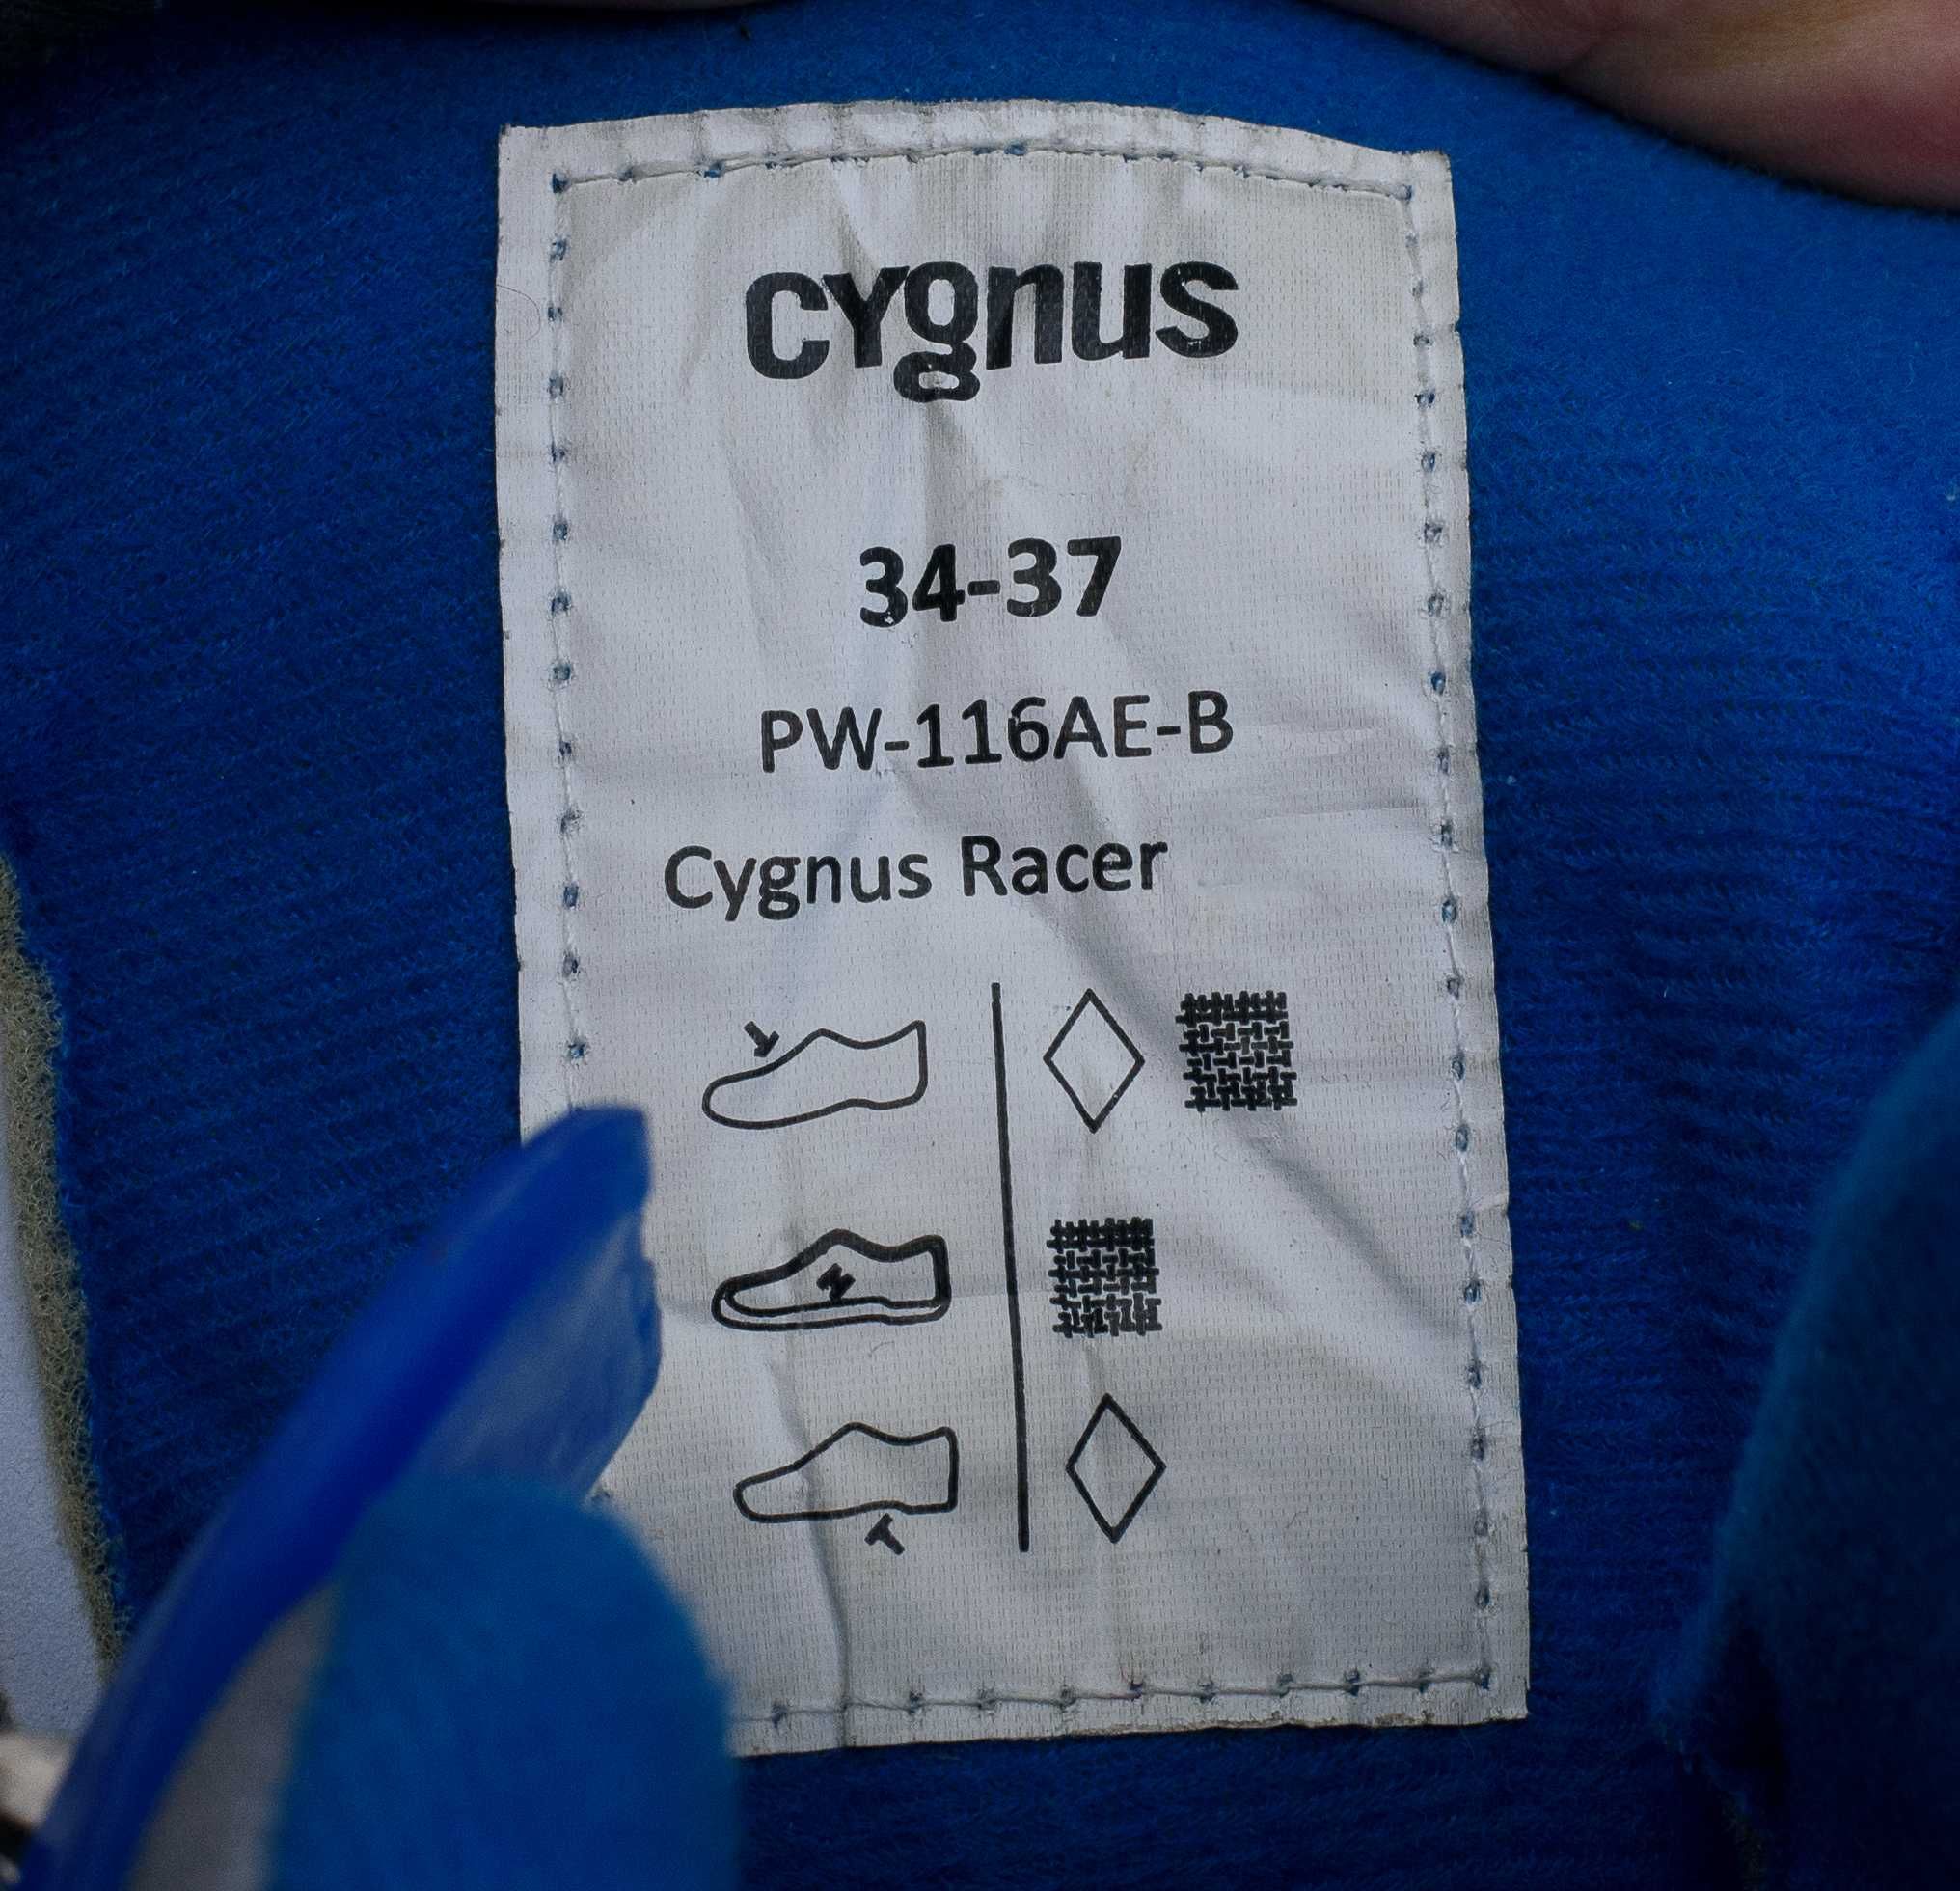 cygnus
34-37
PW-116AE-B
Cygnus Racer